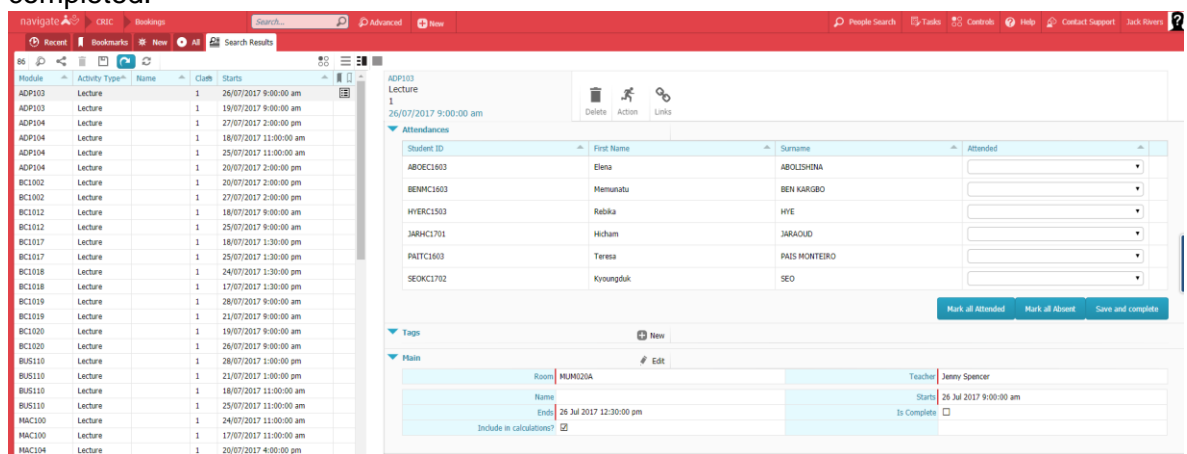 completed.
navigate CRIC Bookings Search... Advanced New People Search Tasks Controls Help Contact Support Jack Rivers
Recent Bookmarks New All Search Results
86
Module Activity Type Name Class Starts
ADP103 Lecture 1 26/07/2017 9:00:00 am
ADP103 Lecture 1 19/07/2017 9:00:00 am
ADP104 Lecture 1 27/07/2017 2:00:00 pm
ADP104 Lecture 1 18/07/2017 11:00:00 am
ADP104 Lecture 1 25/07/2017 11:00:00 am
ADP104 Lecture 1 20/07/2017 2:00:00 pm
BC1002 Lecture 1 20/07/2017 2:00:00 pm
BC1002 Lecture 1 27/07/2017 2:00:00 pm
BC1012 Lecture 1 18/07/2017 9:00:00 am
BC1012 Lecture 1 25/07/2017 9:00:00 am
BC1017 Lecture 1 18/07/2017 1:30:00 pm
BC1017 Lecture 1 25/07/2017 1:30:00 pm
BC1018 Lecture 1 24/07/2017 1:30:00 pm
BC1018 Lecture 1 17/07/2017 1:30:00 pm
BC1019 Lecture 1 28/07/2017 9:00:00 am
BC1019 Lecture 1 21/07/2017 9:00:00 am
BC1020 Lecture 1 19/07/2017 9:00:00 am
BC1020 Lecture 1 26/07/2017 9:00:00 am
BUS110 Lecture 1 28/07/2017 1:00:00 pm
BUS110 Lecture 1 21/07/2017 1:00:00 pm
BUS110 Lecture 1 18/07/2017 11:00:00 am
BUS110 Lecture 1 25/07/2017 11:00:00 am
MAC100 Lecture 1 24/07/2017 11:00:00 am
MAC100 Lecture 1 17/07/2017 11:00:00 am
MAC104 Lecture 1 20/07/2017 4:00:00 pm
ADP103
Lecture
1
26/07/2017 9:00:00 am
Delete Action Links
Attendances
Student ID First Name Surname Attended
ABOEC1603 Elena ABOLISHINA
BENMC1603 Memunatu BEN KARGBO
HYERC1503 Rebika HYE
JARHC1701 Hicham JARAOUD
PAITC1603 Teresa PAIS MONTEIRO
SEOKC1702 Kyoungduk SEO
Mark all Attended Mark all Absent Save and complete
Tags New
Main Edit
Room MUM020A Teacher Jenny Spencer
Name Starts 26 Jul 2017 9:00:00 am
Ends 26 Jul 2017 12:30:00 pm Is Complete
Include in calculations?